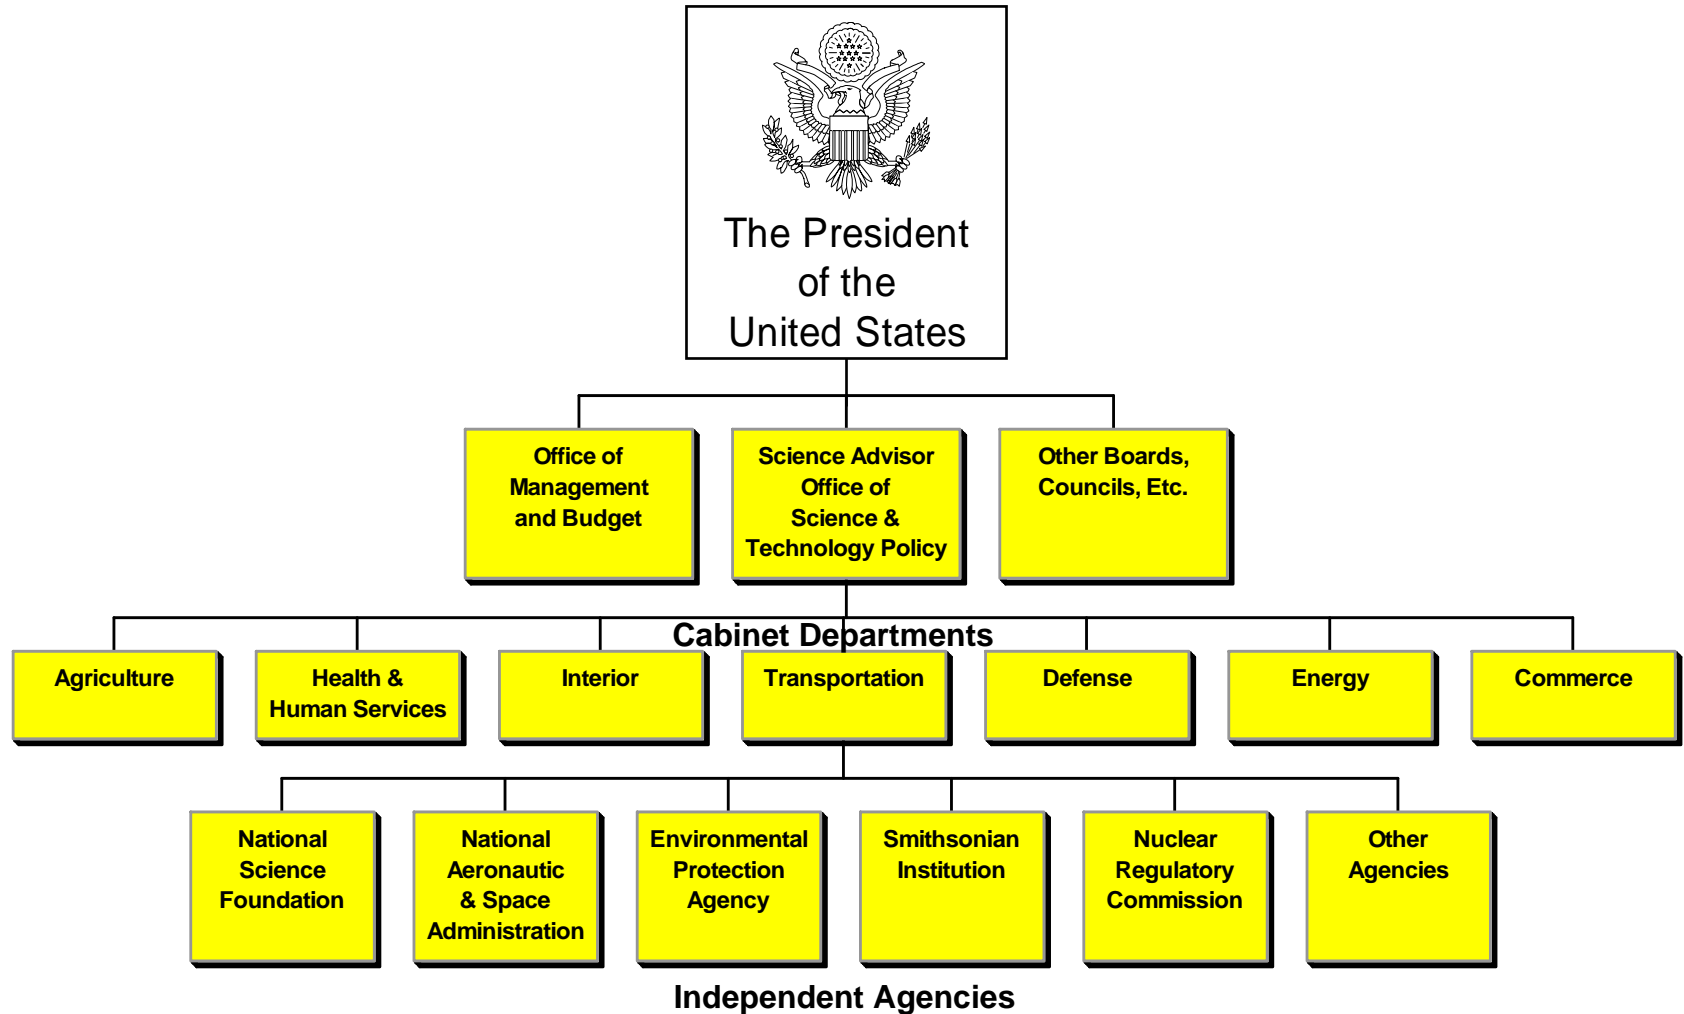 The President
of the
United States
Office of
Management
and Budget
Science Advisor
Office of
Science &
Technology Policy
Other Boards,
Councils, Etc.
Cabinet Departments
Agriculture
Health &
Human Services
Interior
Transportation
Defense
Energy
Commerce
National
Science
Foundation
National
Aeronautic
& Space
Administration
Environmental
Protection
Agency
Smithsonian
Institution
Nuclear
Regulatory
Commission
Other
Agencies
Independent Agencies